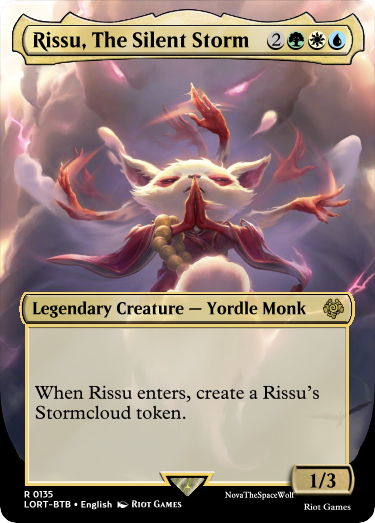 Rissu, The Silent Storm 2
Legendary Creature — Yordle Monk
When Rissu enters, create a Rissu's
Stormcloud token.
1/3
R 0135
LORT-BTB • English Riot Games
NovaTheSpaceWolf
Riot Games